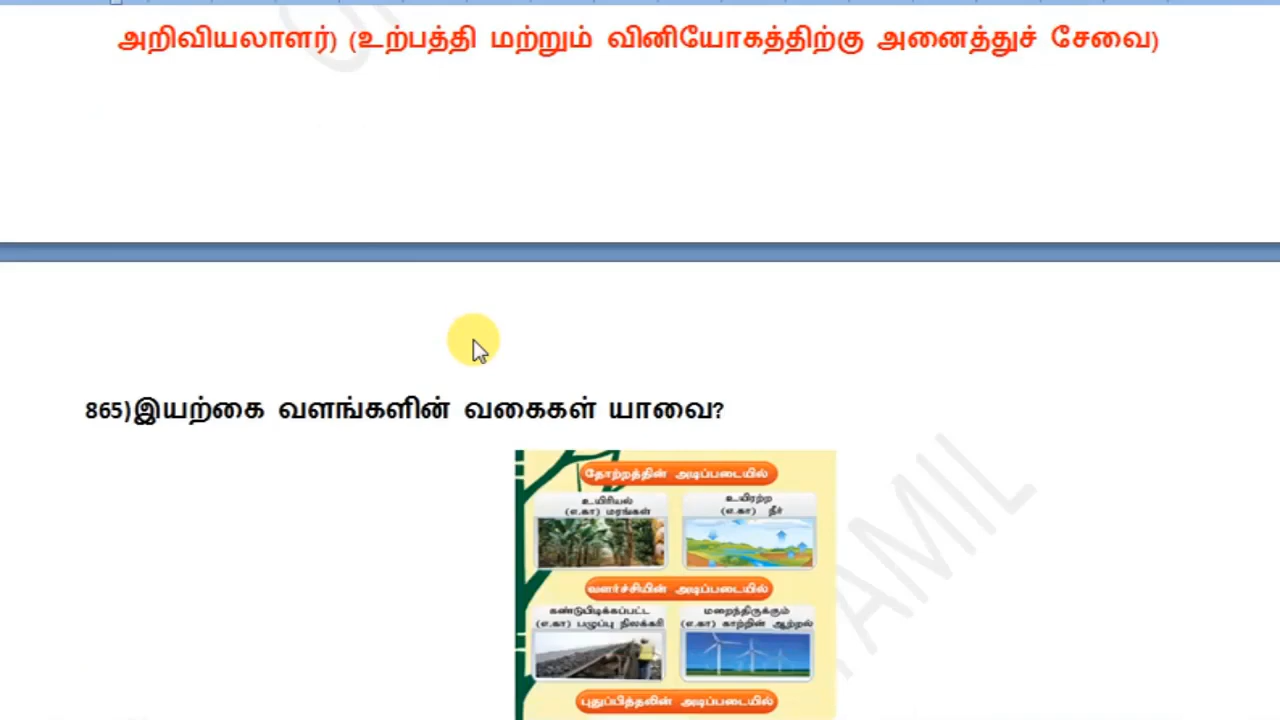 அறிவியலாளர்) (உற்பத்தி மற்றும் வினியோகத்திற்கு அனைத்துச் சேவை)
865)இயற்கை வளங்களின் வகைகள் யாவை?
தோற்றத்தின் அடிப்படையில்
உயிரியல்
(எ.கா) மரங்கள்
உயிரற்ற
(எ.கா) நீர்
வளர்ச்சியின் அடிப்படையில்
கண்டுபிடிக்கப்பட்ட
(எ.கா) பழுப்பு நிலக்கரி
மறைந்திருக்கும்
(எ.கா) காற்றின் ஆற்றல்
புதுப்பித்தலின் அடிப்படையில்
TAMIL